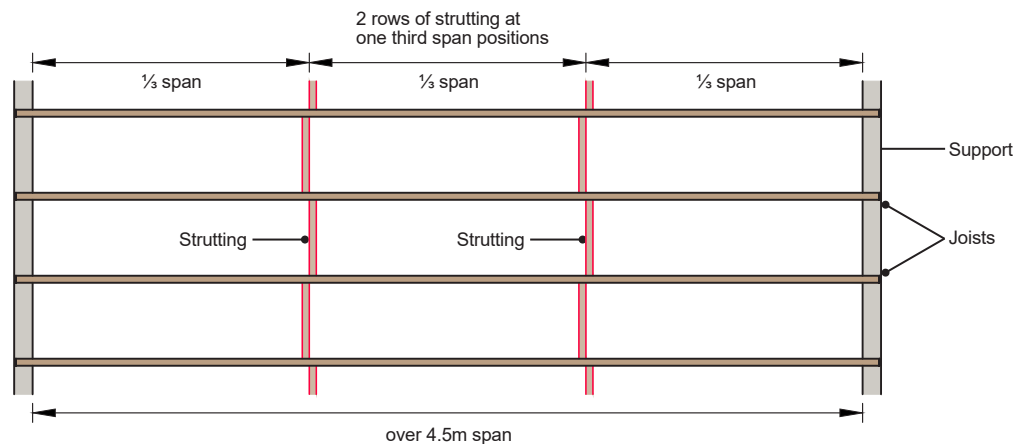 2 rows of strutting at
one third span positions
⅓ span
⅓ span
⅓ span
Support
Strutting
Strutting
Joists
over 4.5m span